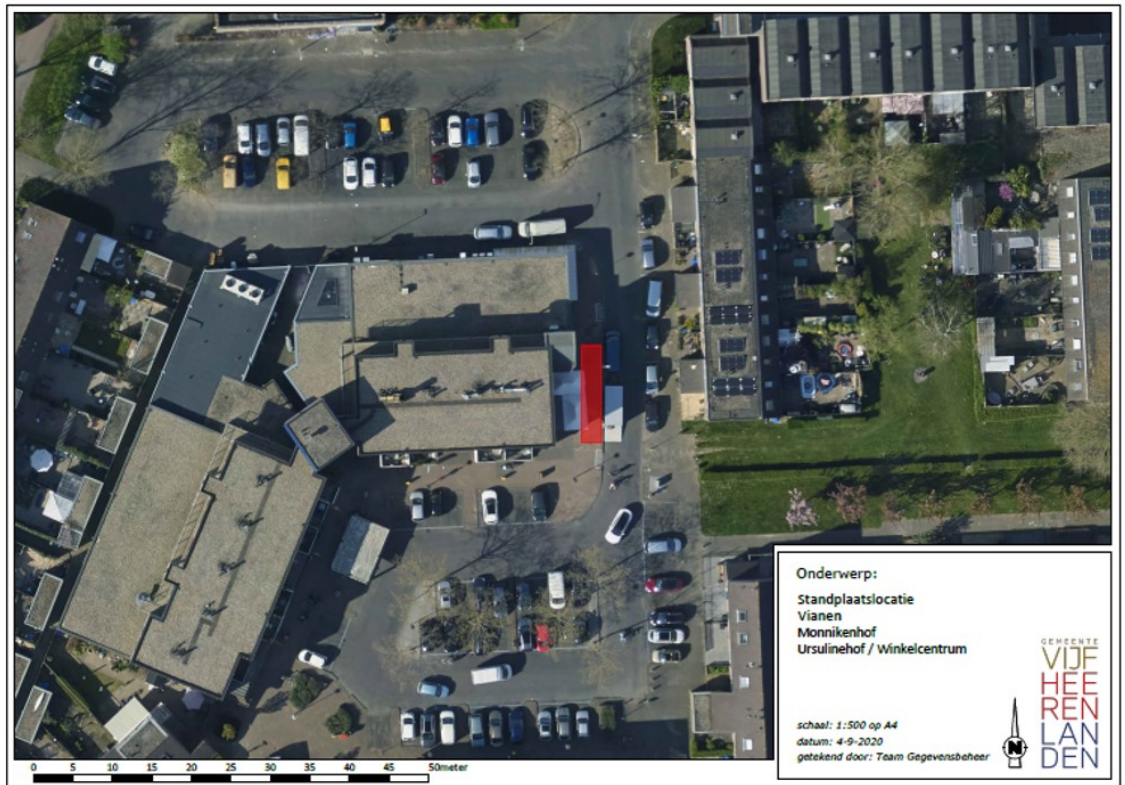 Onderwerp:
Standplaatslocatie
Vianen
Monnikenhof
Ursulinehof / Winkelcentrum
GEMEENTE
VIJF
HEE
REN
LAN
DEN
schaal: 1:500 op A4
datum: 4-9-2020
getekend door: Team Gegevensbeheer
N
0 5 10 15 20 25 30 35 40 45 50meter